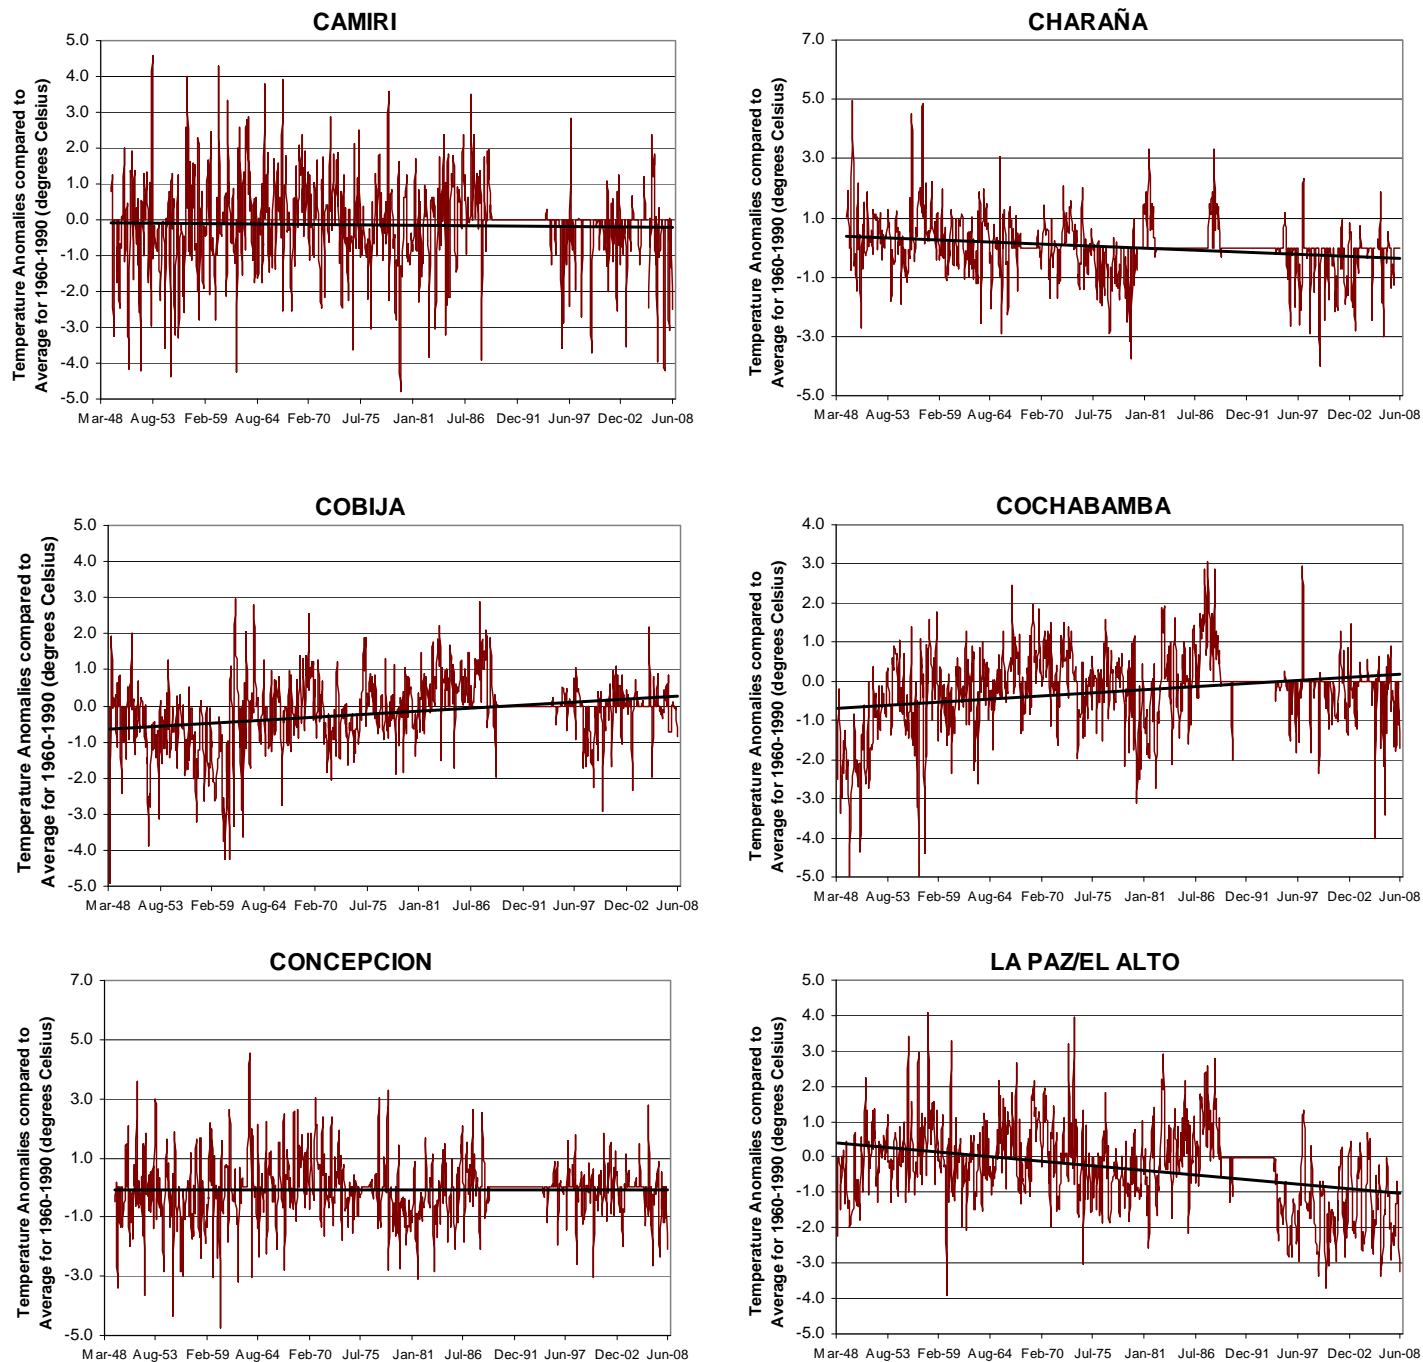 CAMIRI
Temperature Anomalies compared to
Average for 1960-1990 (degrees Celsius)
5.0
4.0
3.0
2.0
1.0
0.0
-1.0
-2.0
-3.0
-4.0
-5.0
Mar-48 Aug-53 Feb-59 Aug-64 Feb-70 Jul-75 Jan-81 Jul-86 Dec-91 Jun-97 Dec-02 Jun-08
CHARAÑA
Temperature Anomalies compared to
Average for 1960-1990 (degrees Celsius)
7.0
5.0
3.0
1.0
-1.0
-3.0
-5.0
Mar-48 Aug-53 Feb-59 Aug-64 Feb-70 Jul-75 Jan-81 Jul-86 Dec-91 Jun-97 Dec-02 Jun-08
COBIJA
Temperature Anomalies compared to
Average for 1960-1990 (degrees Celsius)
5.0
4.0
3.0
2.0
1.0
0.0
-1.0
-2.0
-3.0
-4.0
-5.0
Mar-48 Aug-53 Feb-59 Aug-64 Feb-70 Jul-75 Jan-81 Jul-86 Dec-91 Jun-97 Dec-02 Jun-08
COCHABAMBA
Temperature Anomalies compared to
Average for 1960-1990 (degrees Celsius)
4.0
3.0
2.0
1.0
0.0
-1.0
-2.0
-3.0
-4.0
-5.0
Mar-48 Aug-53 Feb-59 Aug-64 Feb-70 Jul-75 Jan-81 Jul-86 Dec-91 Jun-97 Dec-02 Jun-08
CONCEPCION
Temperature Anomalies compared to
Average for 1960-1990 (degrees Celsius)
7.0
5.0
3.0
1.0
-1.0
-3.0
-5.0
Mar-48 Aug-53 Feb-59 Aug-64 Feb-70 Jul-75 Jan-81 Jul-86 Dec-91 Jun-97 Dec-02 Jun-08
LA PAZ/EL ALTO
Temperature Anomalies compared to
Average for 1960-1990 (degrees Celsius)
5.0
4.0
3.0
2.0
1.0
0.0
-1.0
-2.0
-3.0
-4.0
-5.0
Mar-48 Aug-53 Feb-59 Aug-64 Feb-70 Jul-75 Jan-81 Jul-86 Dec-91 Jun-97 Dec-02 Jun-08